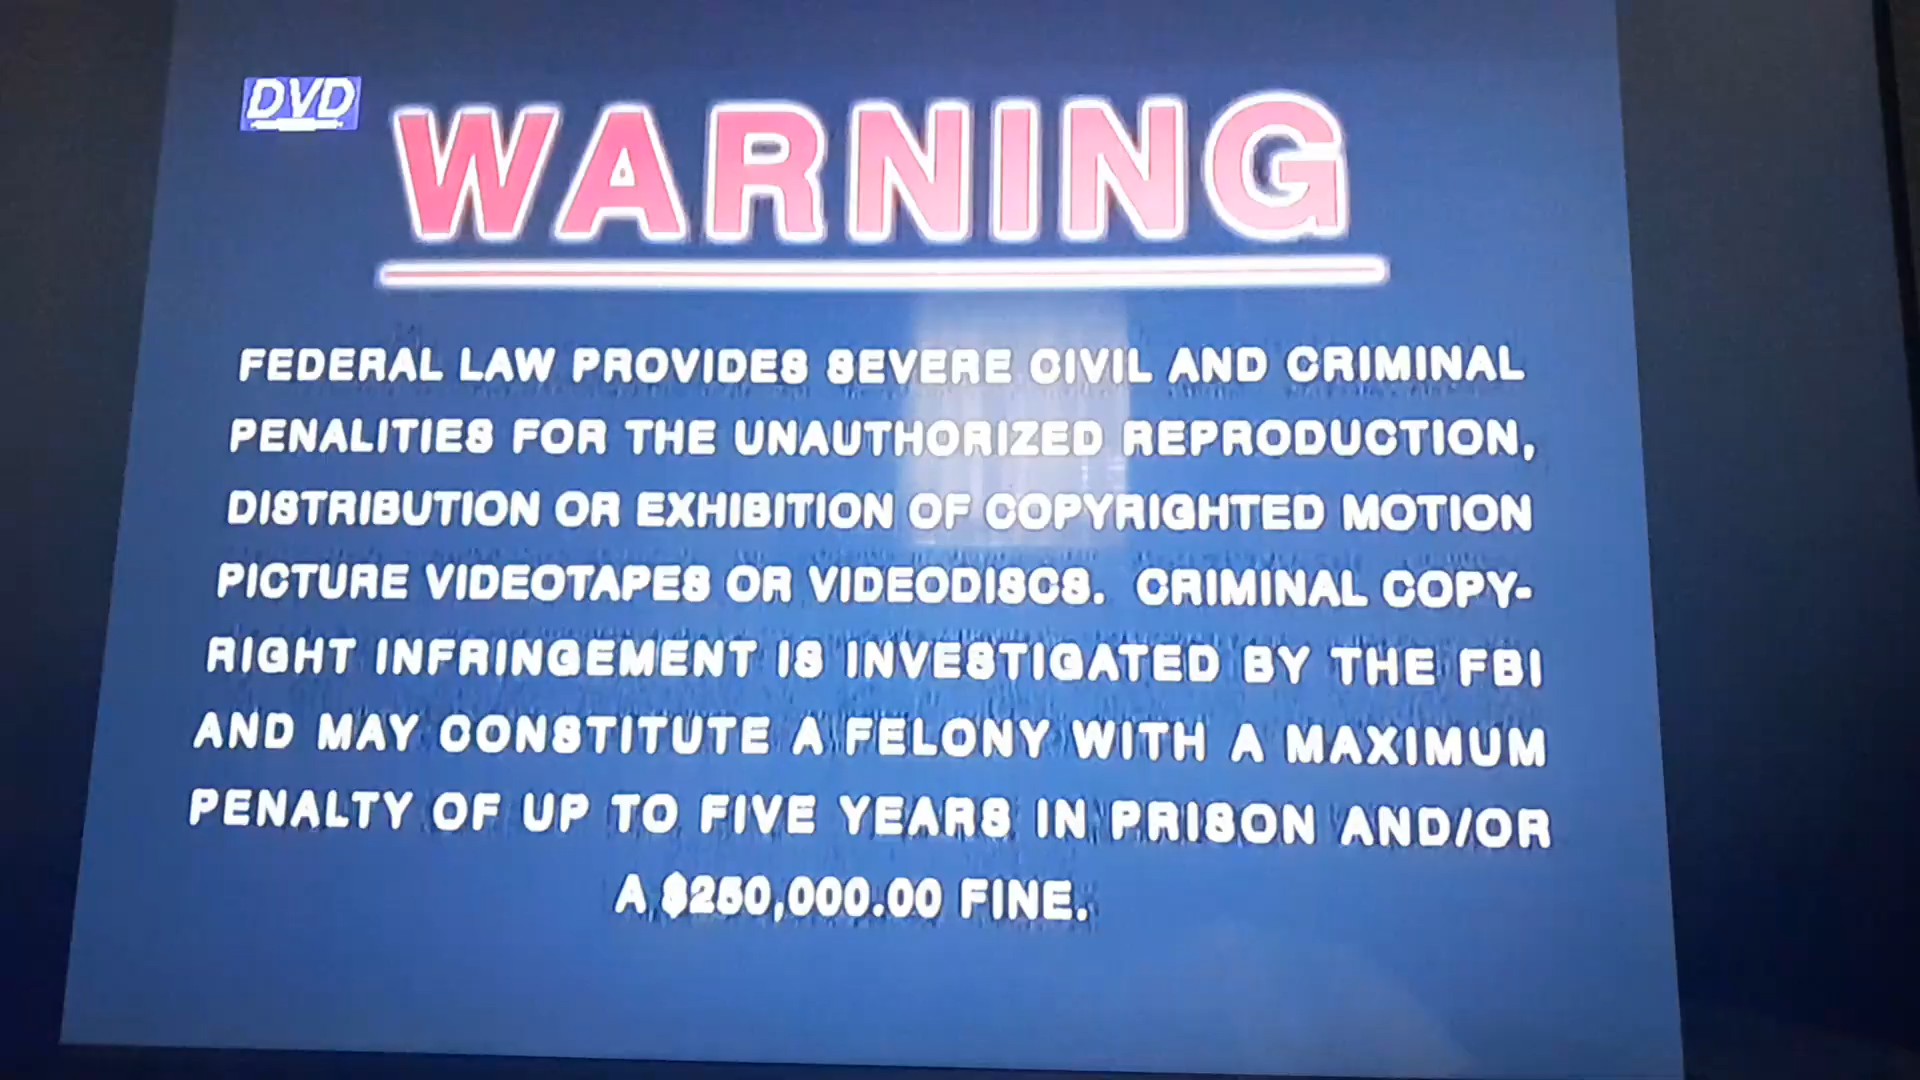 DVD
WARNING
FEDERAL LAW PROVIDES SEVERE CIVIL AND CRIMINAL
PENALITIES FOR THE UNAUTHORIZED REPRODUCTION,
DISTRIBUTION OR EXHIBITION OF COPYRIGHTED MOTION
PICTURE VIDEOTAPES OR VIDEODISCS. CRIMINAL COPY-
RIGHT INFRINGEMENT IS INVESTIGATED BY THE FBI
AND MAY CONSTITUTE A FELONY WITH A MAXIMUM
PENALTY OF UP TO FIVE YEARS IN PRISON AND/OR
A $250,000.00 FINE.